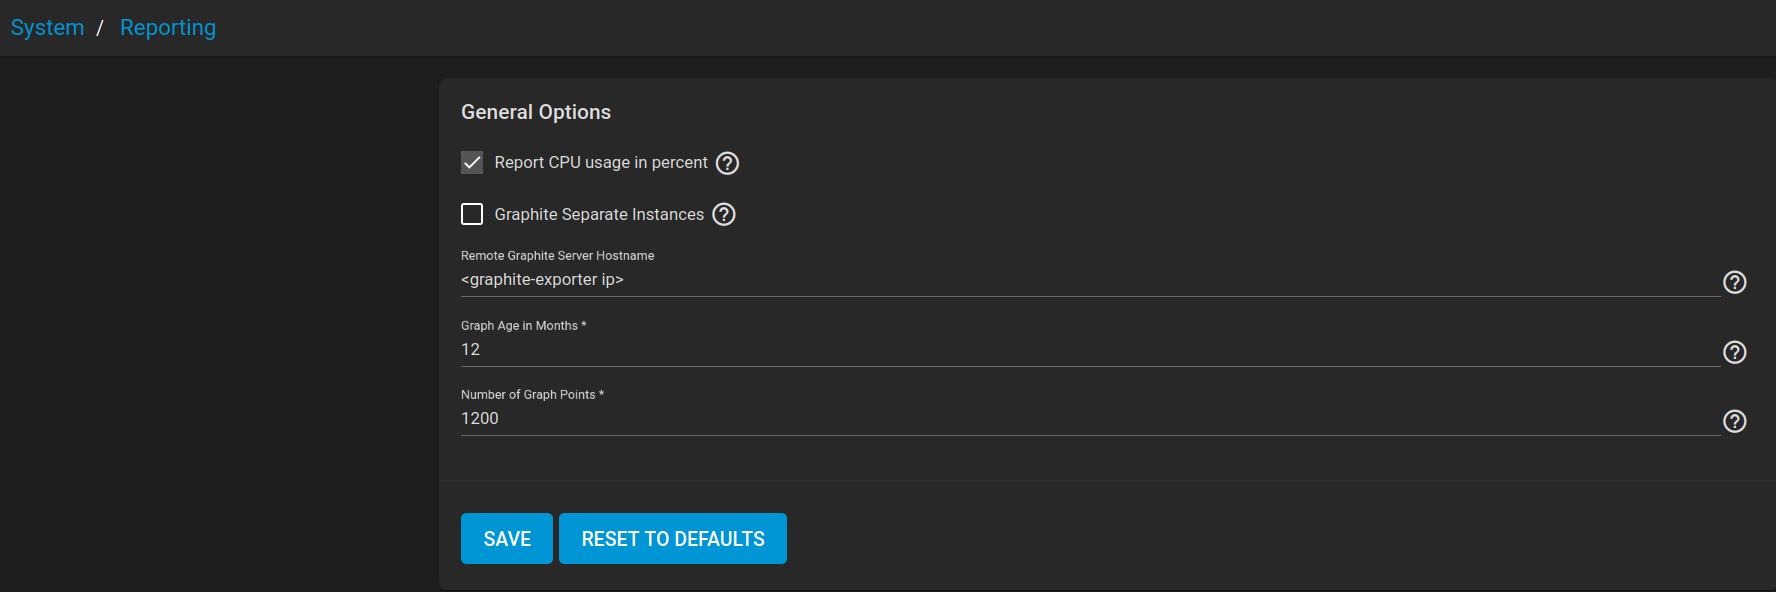 System / Reporting
General Options
Report CPU usage in percent
Graphite Separate Instances
Remote Graphite Server Hostname
<graphite-exporter ip>
Graph Age in Months *
12
Number of Graph Points *
1200
SAVE RESET TO DEFAULTS